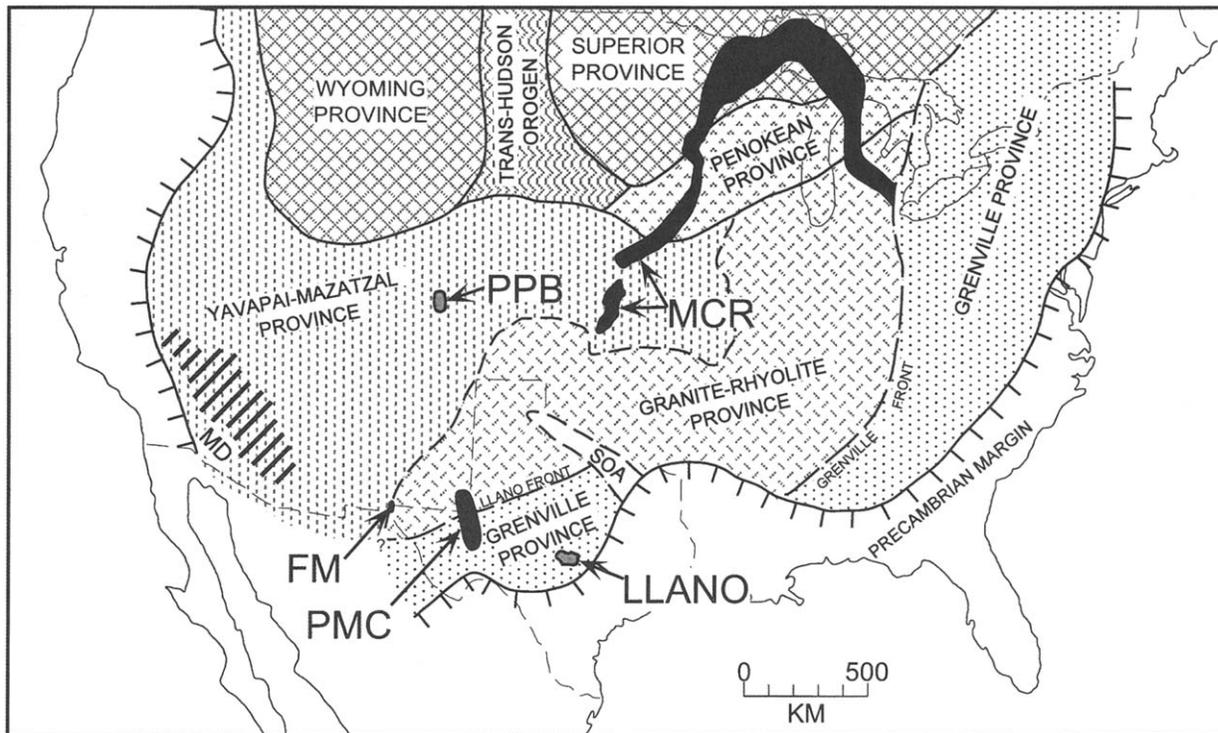 SUPERIOR
PROVINCE
WYOMING
PROVINCE
TRANS-HUDSON
OROGEN
PENOKEAN
PROVINCE
GRENVILLE PROVINCE
YAVAPAI-MAZATZAL
PROVINCE
PPB
MCR
GRANITE-RHYOLITE
PROVINCE
GRENVILLE
FRONT
MD
SOA
LLANO FRONT
GRENVILLE
PROVINCE
PRECAMBRIAN MARGIN
?
FM
PMC
LLANO
0 500
KM